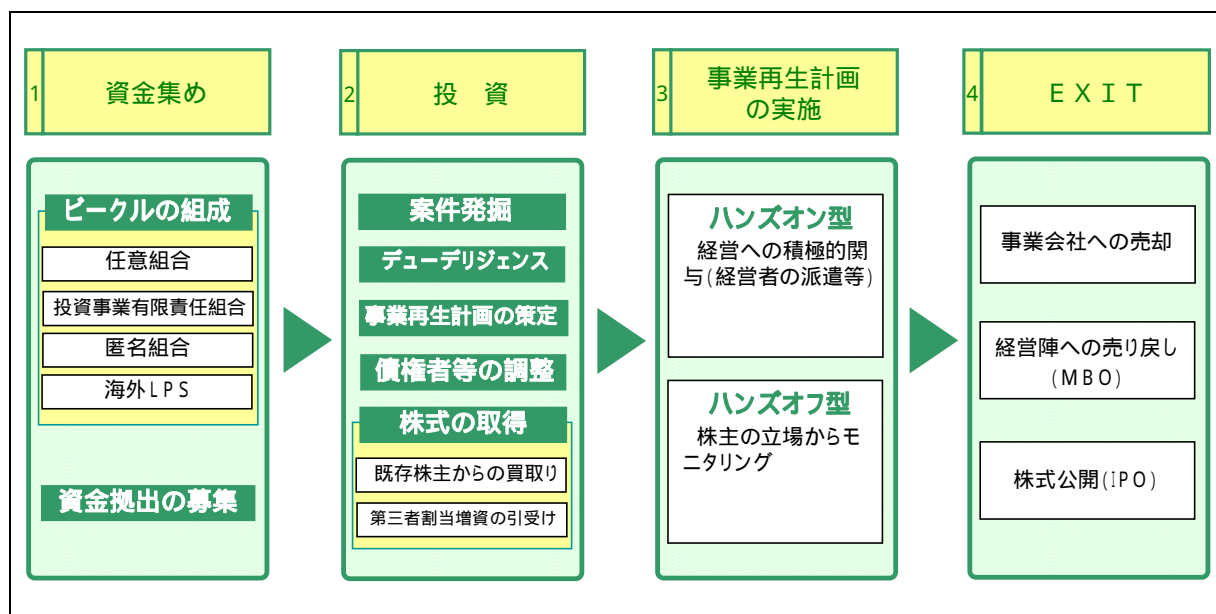 1
資金集め
ビークルの組成
任意組合
投資事業有限責任組合
匿名組合
海外LPS
資金拠出の募集
2
投　資
案件発掘
デューデリジェンス
事業再生計画の策定
債権者等の調整
株式の取得
既存株主からの買取り
第三者割当増資の引受け
3
事業再生計画
の実施
ハンズオン型
経営への積極的関
与(経営者の派遣等)
ハンズオフ型
株主の立場からモ
ニタリング
4
ＥＸＩＴ
事業会社への売却
経営陣への売り戻し
(MBO)
株式公開(IPO)